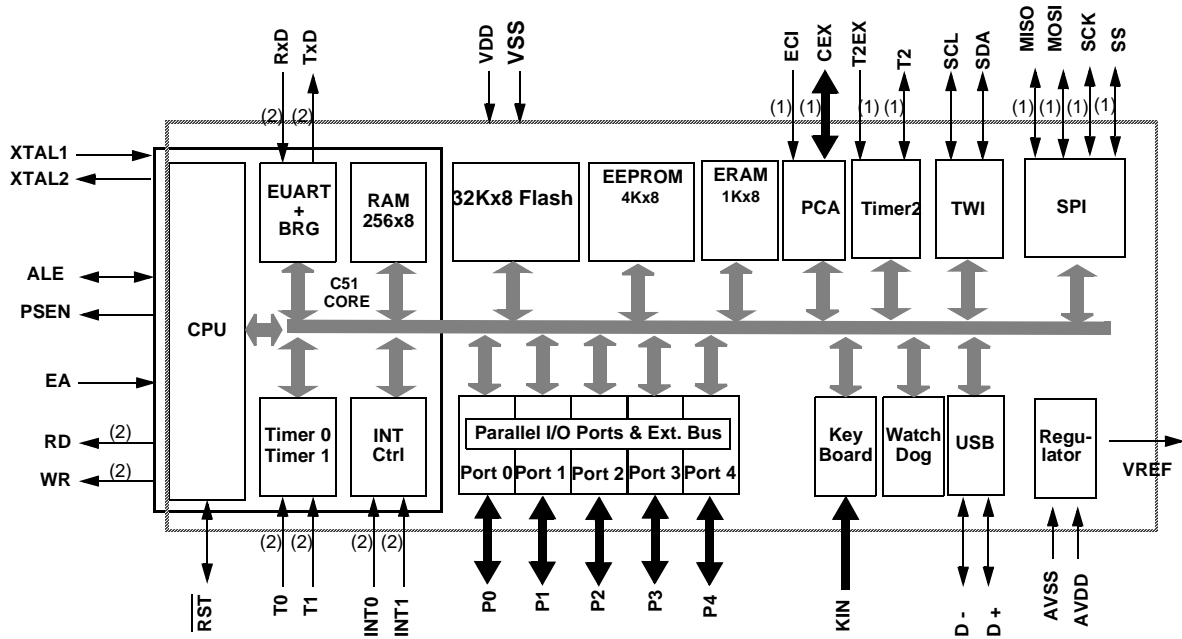 RxD
TxD
VDD
VSS
ECI
CEX
T2EX
T2
SCL
SDA
MISO
MOSI
SCK
SS
(2) (2)
(1) (1) (1) (1)
(1) (1) (1) (1)
XTAL1
XTAL2
ALE
PSEN
EA
RD (2)
WR (2)
CPU
EUART
+
BRG
RAM
256x8
C51
CORE
32Kx8 Flash
EEPROM
4Kx8
ERAM
1Kx8
PCA
Timer2
TWI
SPI
Timer 0
Timer 1
INT
Ctrl
Parallel I/O Ports & Ext. Bus
Port 0 Port 1 Port 2 Port 3 Port 4
Key
Board
Watch
Dog
USB
Regu-
lator
VREF
(2) (2) (2) (2)
RST
T0
T1
INT0
INT1
P0
P1
P2
P3
P4
KIN
D -
D +
AVSS
AVDD